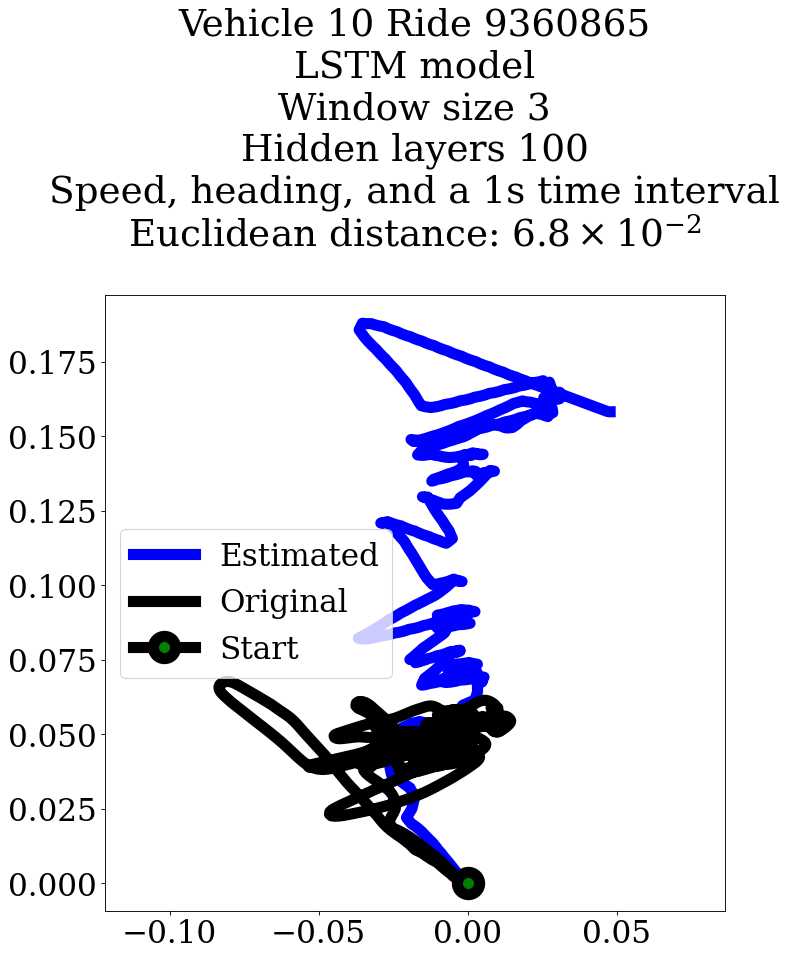 Vehicle 10 Ride 9360865
LSTM model
Window size 3
Hidden layers 100
Speed, heading, and a 1s time interval
Euclidean distance: 6.8 × 10⁻²
0.175
0.150
0.125
0.100
0.075
0.050
0.025
0.000
Estimated
Original
Start
−0.10 −0.05 0.00 0.05